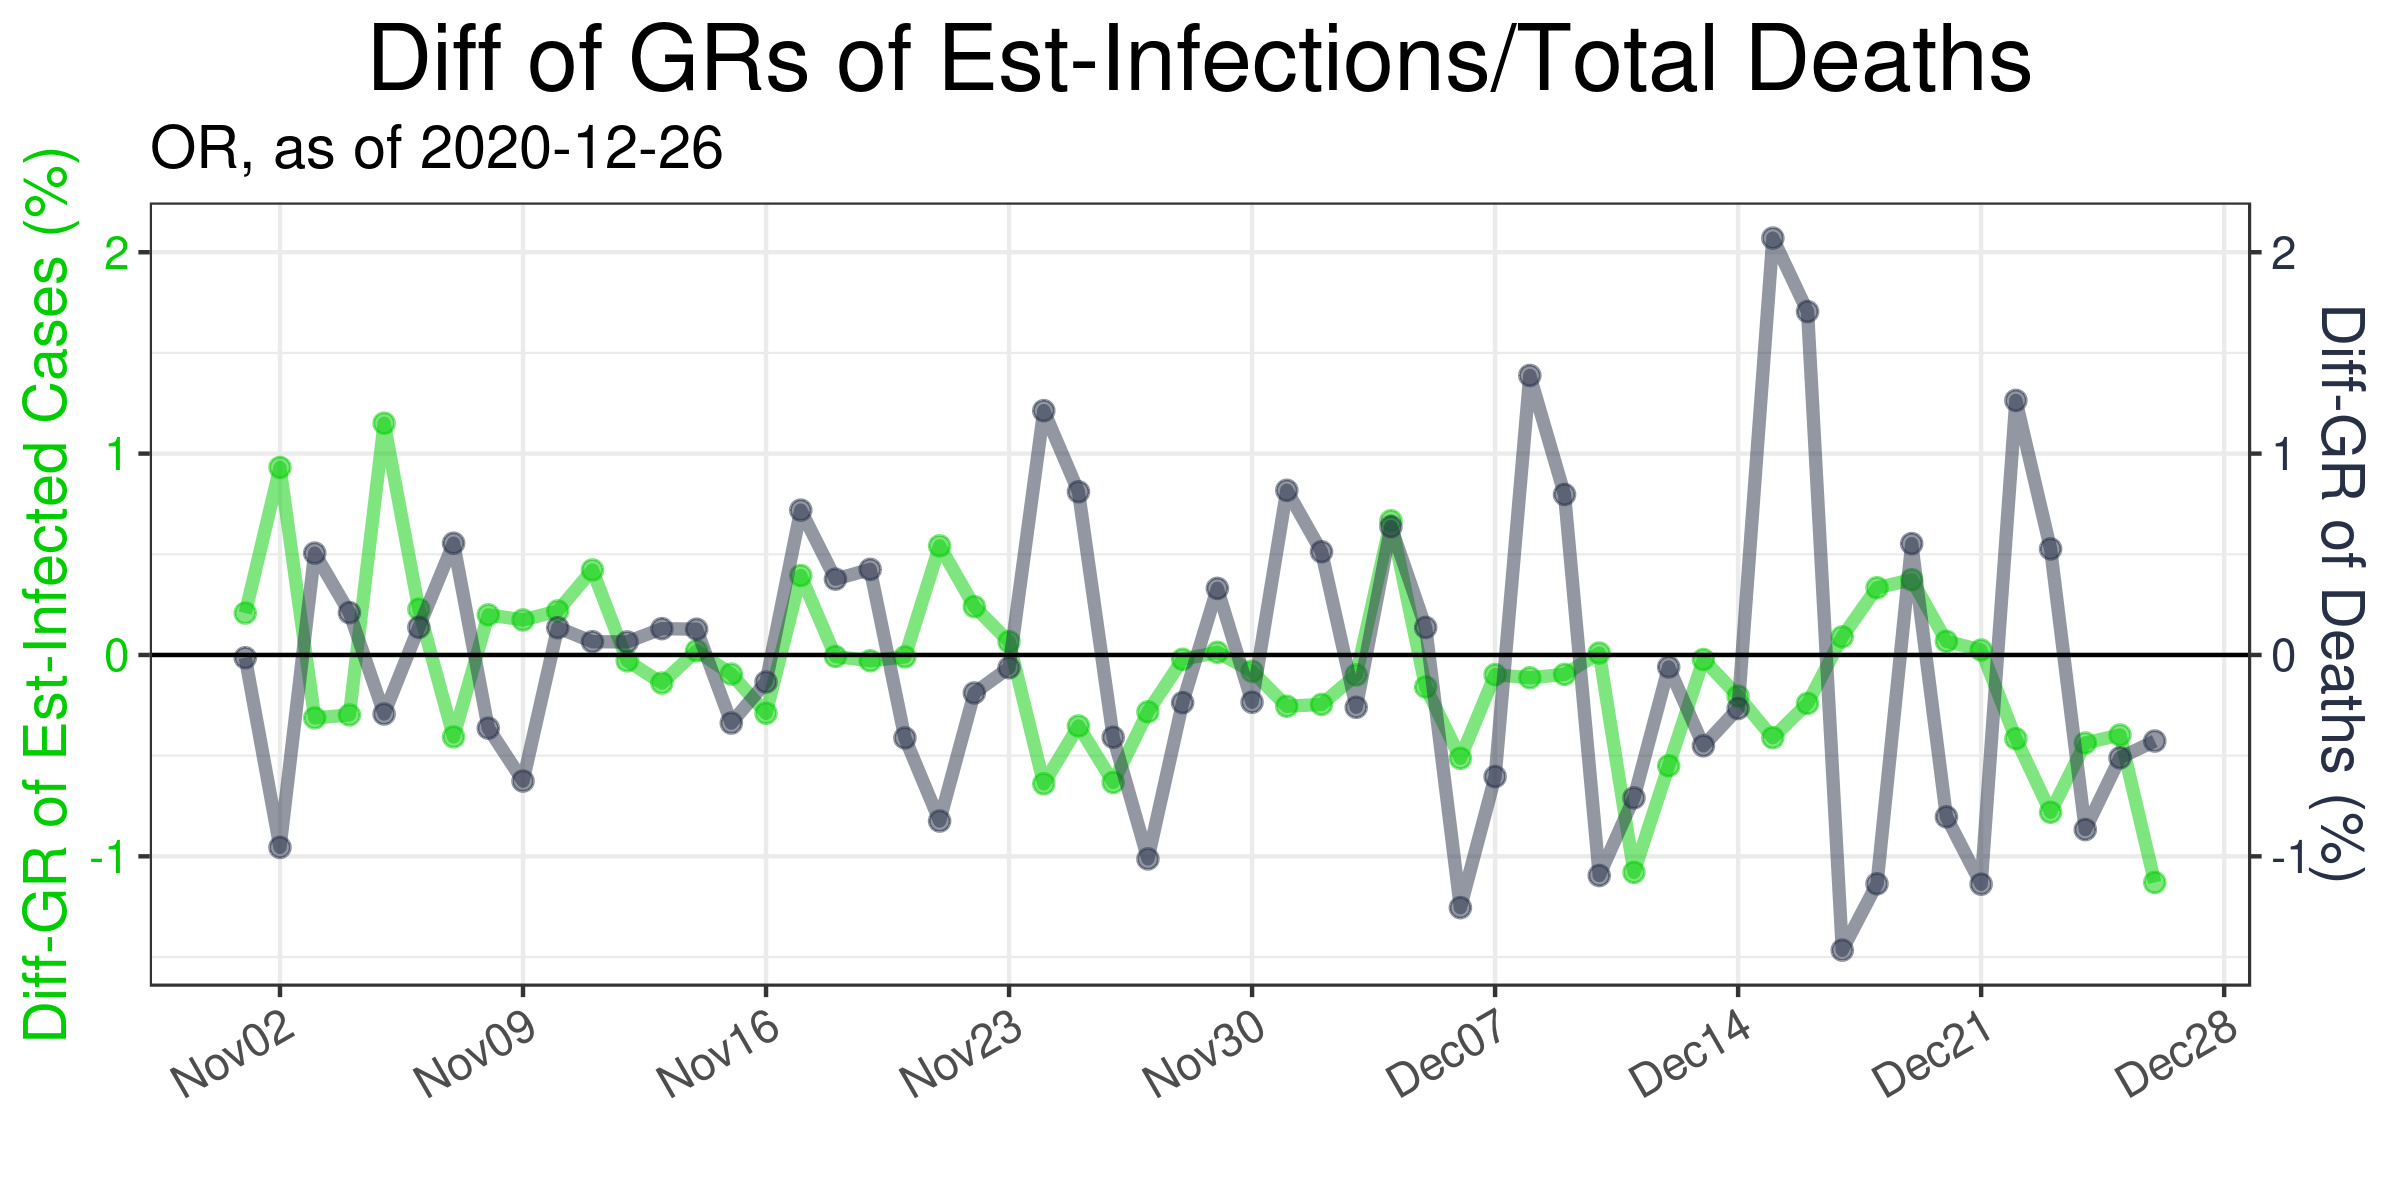 Diff of GRs of Est-Infections/Total Deaths
OR, as of 2020-12-26
Diff-GR of Est-Infected Cases (%)
2
1
0
-1
2
1
0
-1
Diff-GR of Deaths (%)
Nov02
Nov09
Nov16
Nov23
Nov30
Dec07
Dec14
Dec21
Dec28